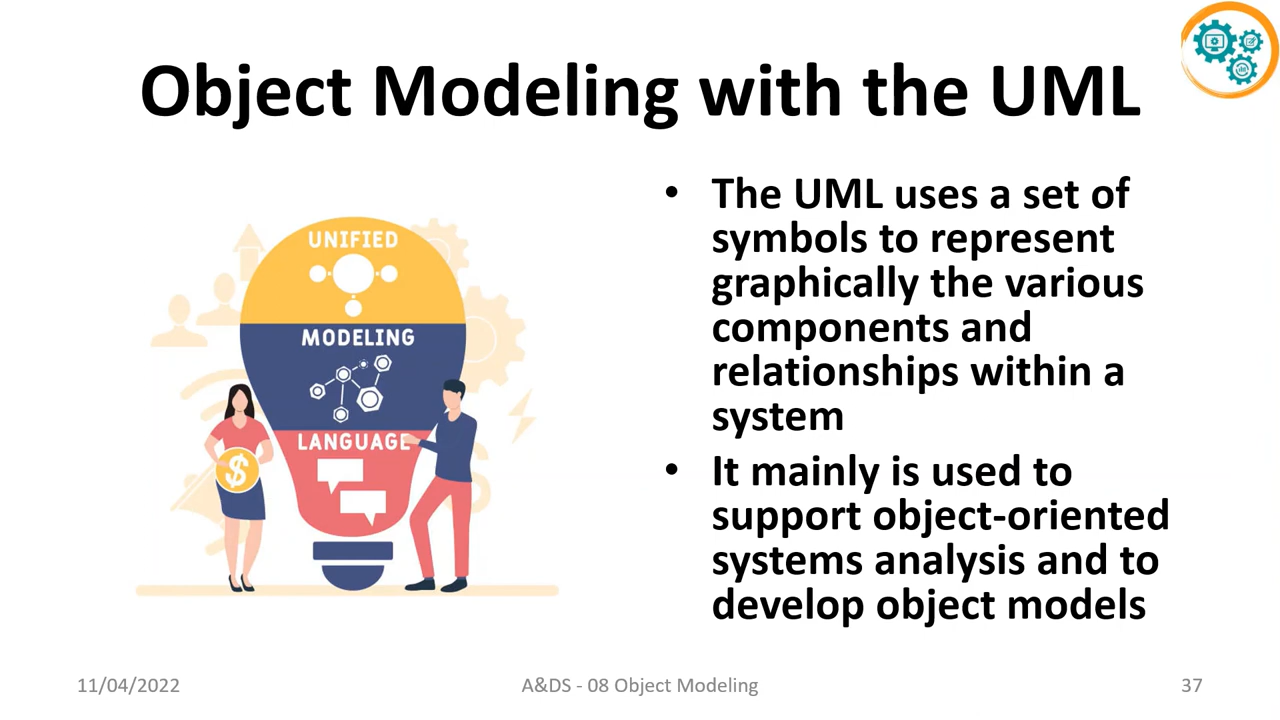 Object Modeling with the UML
UNIFIED
MODELING
LANGUAGE
$
• The UML uses a set of
symbols to represent
graphically the various
components and
relationships within a
system
• It mainly is used to
support object-oriented
systems analysis and to
develop object models
11/04/2022
A&DS - 08 Object Modeling
37